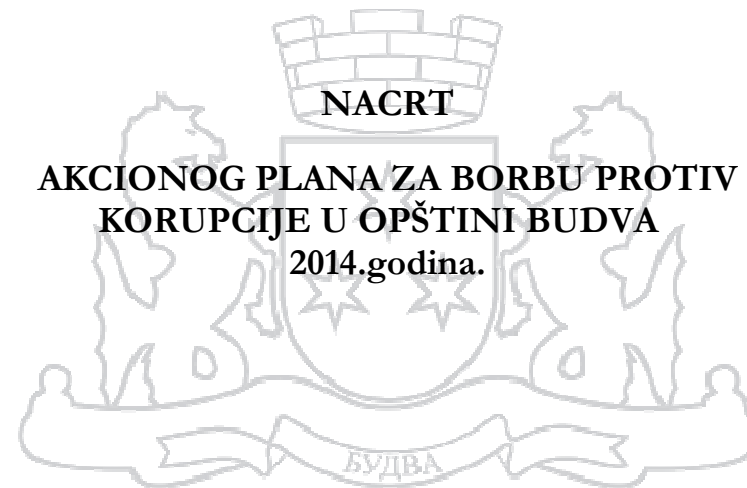 NACRT
AKCIONOG PLANA ZA BORBU PROTIV
KORUPCIJE U OPŠTINI BUDVA
2014.godina.
БУДВА